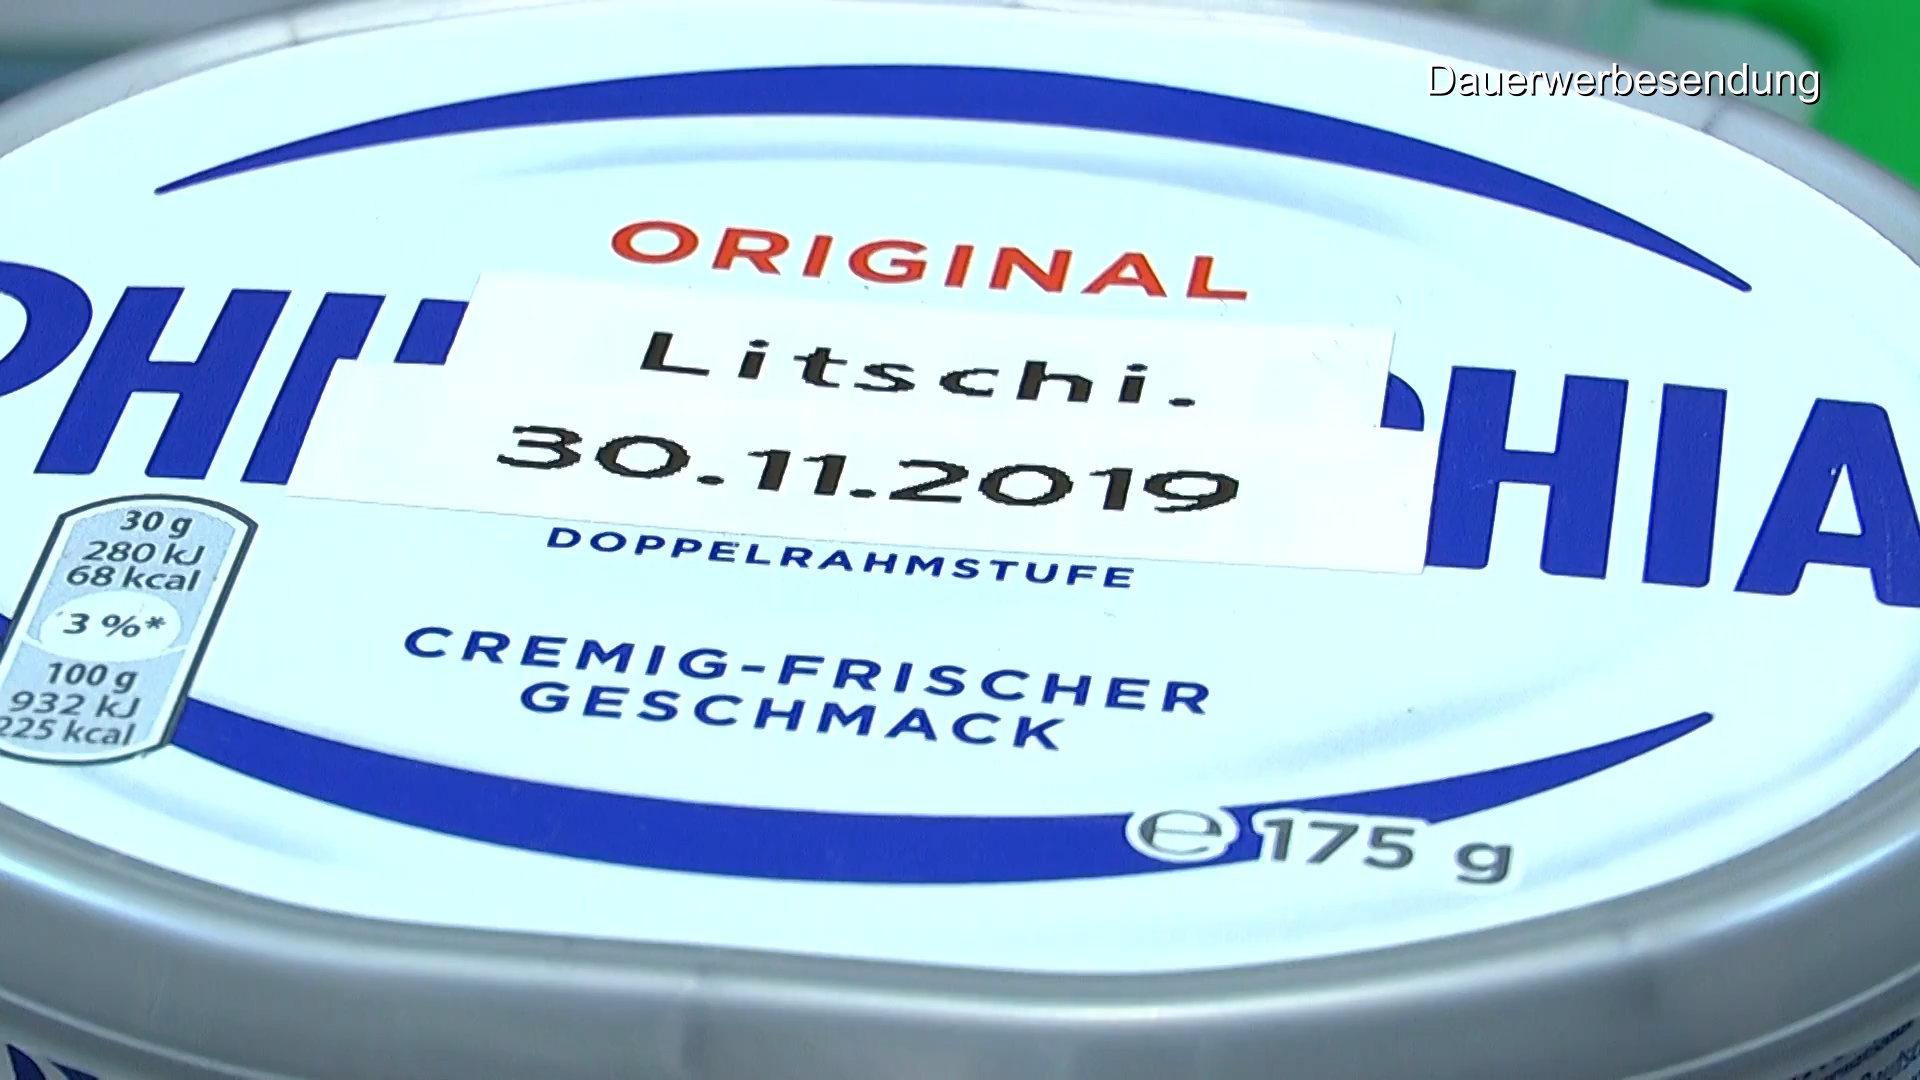 Dauerwerbesendung
ORIGINAL
Litschi.
30.11.2019
DOPPELRAHMSTUFE
CREMIG-FRISCHER
GESCHMACK
30 g
280 kJ
68 kcal
3 %*
100 g
932 kJ
225 kcal
e 175 g